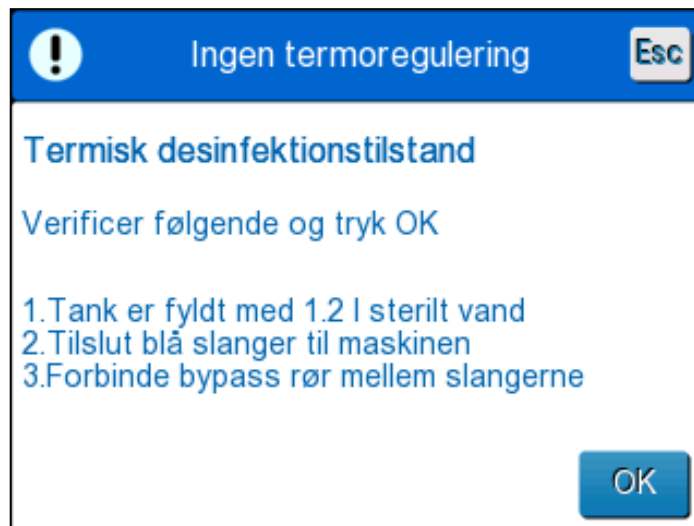 !
Ingen termoregulering
Esc
Termisk desinfektionstilstand
Verificer følgende og tryk OK
1.Tank er fyldt med 1.2 l sterilt vand
2.Tilslut blå slanger til maskinen
3.Forbinde bypass rør mellem slangerne
OK